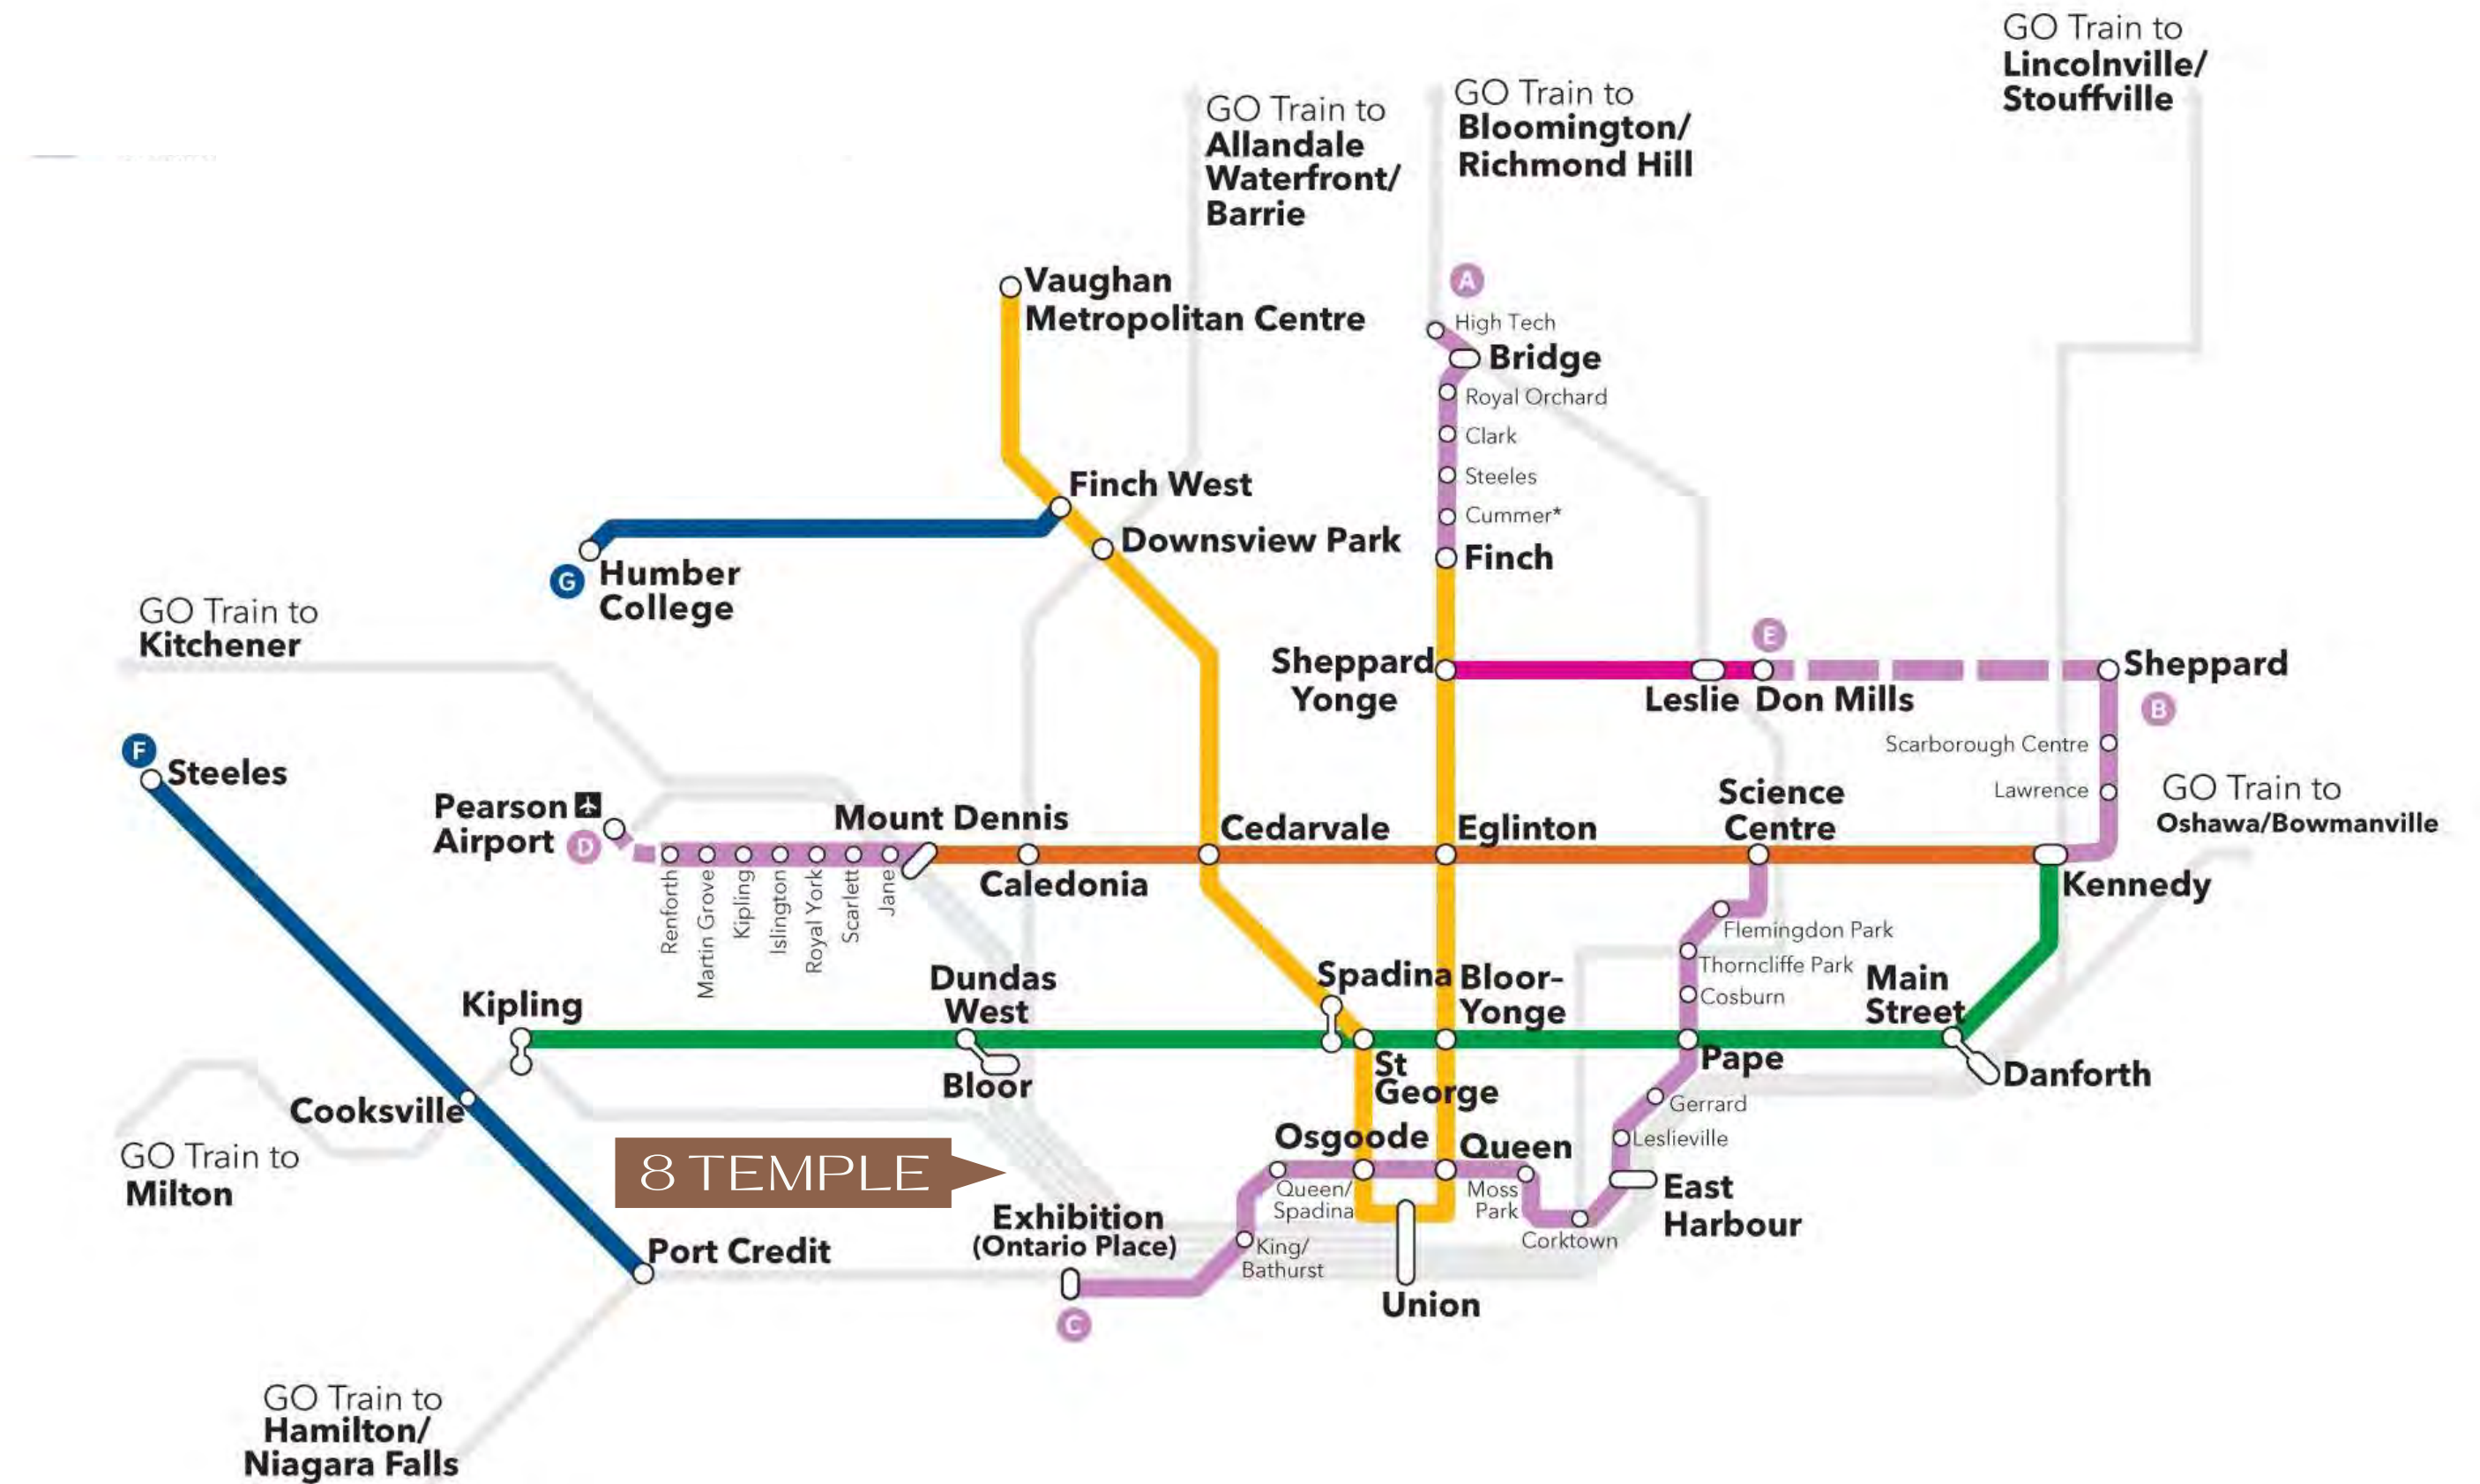 GO Train to
Lincolnville/
Stouffville
GO Train to
Allandale
Waterfront/
Barrie
GO Train to
Bloomington/
Richmond Hill
A
Vaughan
Metropolitan Centre
High Tech
Bridge
Royal Orchard
Clark
Steeles
Cummer*
Finch
Finch West
Downsview Park
G
Humber
College
GO Train to
Kitchener
Sheppard
Yonge
E
Leslie
Don Mills
Sheppard
B
Scarborough Centre
Lawrence
F
Steeles
Pearson
Airport
D
Renforth
Martin Grove
Kipling
Islington
Royal York
Scarlett
Jane
Mount Dennis
Caledonia
Cedarvale
Eglinton
Science
Centre
Kennedy
GO Train to
Oshawa/Bowmanville
Flemingdon Park
Thorncliffe Park
Cosburn
Kipling
Dundas
West
Bloor
Spadina
Bloor-
Yonge
St
George
Pape
Main
Street
Danforth
Cooksville
GO Train to
Milton
8 TEMPLE
Osgoode
Queen
Gerrard
Leslieville
East
Harbour
Queen/
Spadina
Moss
Park
Corktown
King/
Bathurst
Exhibition
(Ontario Place)
C
Union
Port Credit
GO Train to
Hamilton/
Niagara Falls